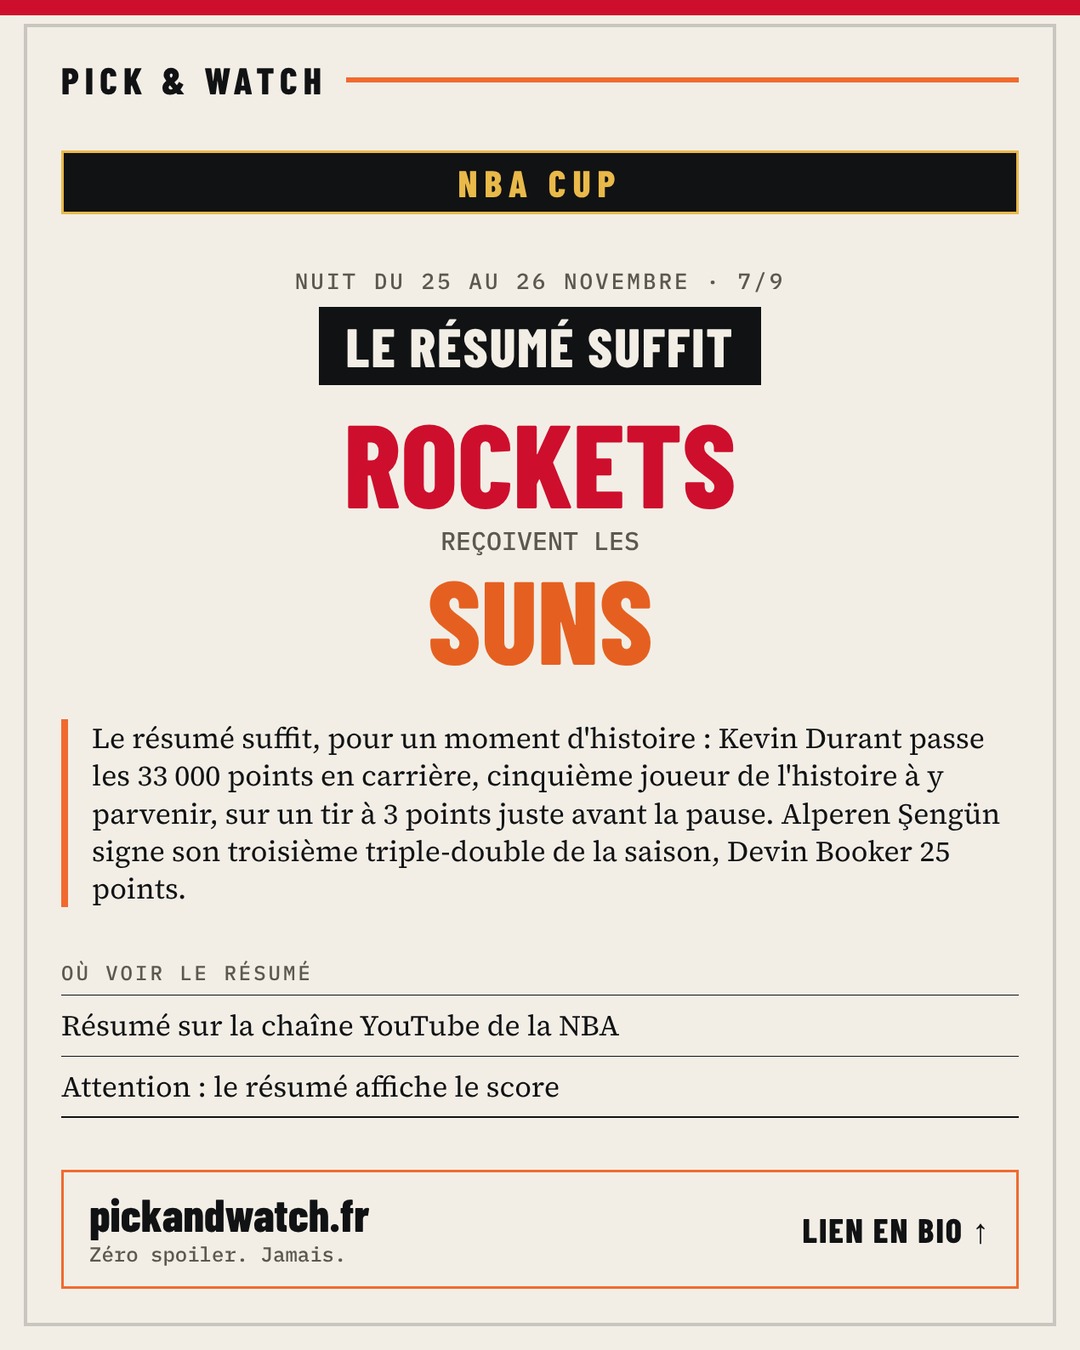 PICK & WATCH
NBA CUP
NUIT DU 25 AU 26 NOVEMBRE · 7/9
LE RÉSUMÉ SUFFIT
ROCKETS
REÇOIVENT LES
SUNS
Le résumé suffit, pour un moment d'histoire : Kevin Durant passe
les 33 000 points en carrière, cinquième joueur de l'histoire à y
parvenir, sur un tir à 3 points juste avant la pause. Alperen Şengün
signe son troisième triple-double de la saison, Devin Booker 25
points.
OÙ VOIR LE RÉSUMÉ
Résumé sur la chaîne YouTube de la NBA
Attention : le résumé affiche le score
pickandwatch.fr
Zéro spoiler. Jamais.
LIEN EN BIO ↑